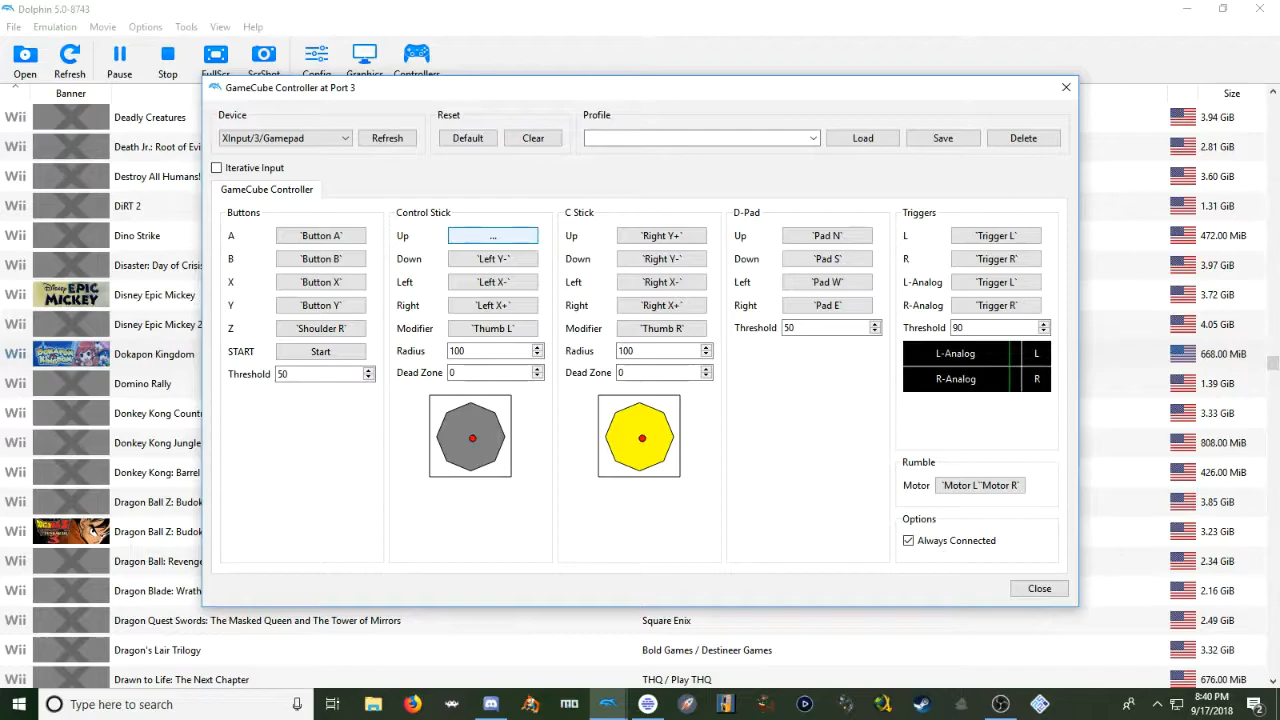 Dolphin 5.0-8743
File Emulation Movie Options Tools View Help
Open Refresh Pause Stop FullScr ScrShot Config Graphics Controllers
Banner Size
GameCube Controller at Port 3
Device Reset Profile
XInput/3/Gamepad Refresh Default Clear Load Save Delete
Iterative Input
GameCube Controller
Buttons
A `Button A`
B `Button B`
X `Button X`
Y `Button Y`
Z `Shoulder R`
START Start
Threshold 50
Control Stick
Up ...
Down `Left Y-`
Left `Left X-`
Right `Left X+`
Modifier `Thumb L`
Radius 100
Dead Zone 0
C Stick
Up `Right Y+`
Down `Right Y-`
Left `Right X-`
Right `Right X+`
Modifier `Thumb R`
Radius 100
Dead Zone 0
D-Pad
Up `Pad N`
Down `Pad S`
Left `Pad W`
Right `Pad E`
Threshold 50
Triggers
L `Trigger L`
R `Trigger R`
L-Analog `Trigger L`
R-Analog `Trigger R`
Threshold 90
L-Analog L
R-Analog R
Rumble
Motor `Motor L``Motor R`
Options
Always Connected
Close
Wii Deadly Creatures 3.94 GiB
Wii Death Jr.: Root of Evi 2.81 GiB
Wii Destroy All Humans! 3.60 GiB
Wii DiRT 2 1.31 GiB
Wii Dino Strike 472.00 MiB
Wii Disaster: Day of Crisis 3.97 GiB
Wii Disney EPIC MICKEY Disney Epic Mickey 3.72 GiB
Wii Disney Epic Mickey 2 4.05 GiB
Wii DOKAPON KINGDOM Dokapon Kingdom 668.0 MiB
Wii Domino Rally 1.39 GiB
Wii Donkey Kong Count 3.33 GiB
Wii Donkey Kong Jungle 808.00 MiB
Wii Donkey Kong: Barrel 426.00 MiB
Wii Dragon Ball Z: Budok 3.85 GiB
Wii Dragon Ball Z: Budok 3.23 GiB
Wii Dragon Ball: Revenge 2.34 GiB
Wii Dragon Blade: Wrath 2.16 GiB
Wii Dragon Quest Swords: The Masked Queen and The Tower of Mirrors uare Enix 2.49 GiB
Wii Dragon's Lair Trilogy Bold Games / Destineer Games 3.32 GiB
Wii Drawn to Life: The Next Chapter THQ / Play THQ 676.00 MiB
Type here to search
8:40 PM
9/17/2018
2